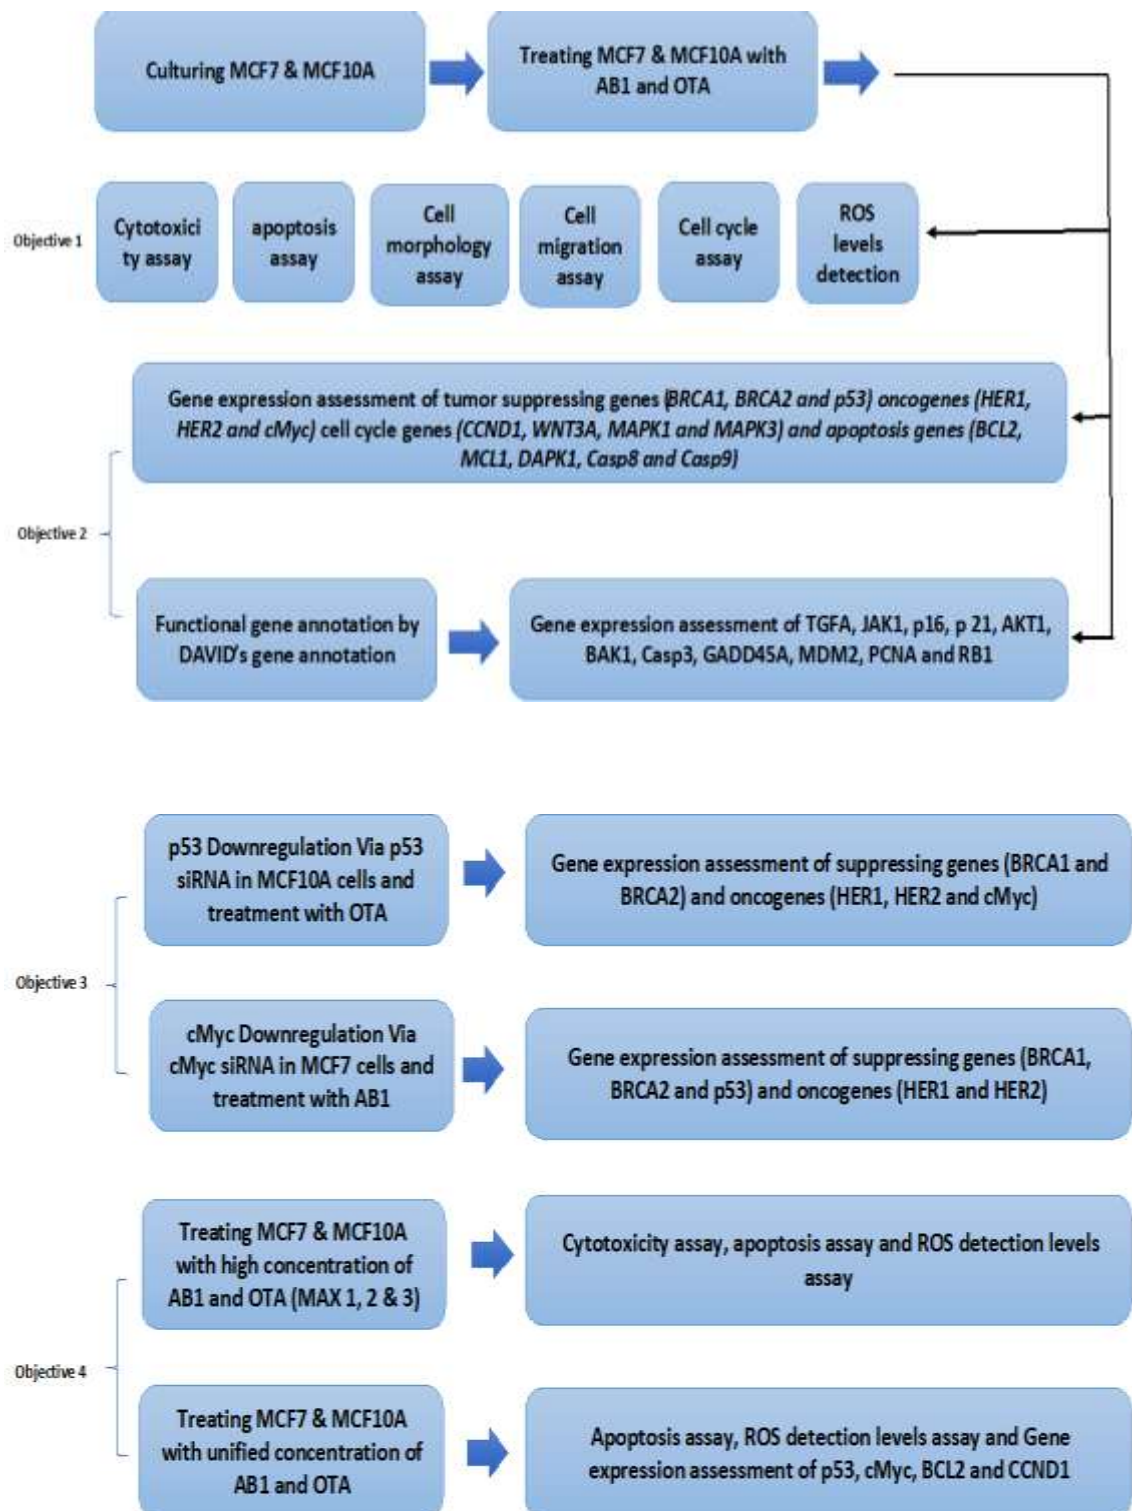 Culturing MCF7 & MCF10A
Treating MCF7 & MCF10A with
AB1 and OTA
Objective 1
Cytotoxici
ty assay
apoptosis
assay
Cell
morphology
assay
Cell
migration
assay
Cell cycle
assay
ROS
levels
detection
Gene expression assessment of tumor suppressing genes (BRCA1, BRCA2 and p53) oncogenes (HER1,
HER2 and cMyc) cell cycle genes (CCND1, WNT3A, MAPK1 and MAPK3) and apoptosis genes (BCL2,
MCL1, DAPK1, Casp8 and Casp9)
Objective 2
Functional gene annotation by
DAVID's gene annotation
Gene expression assessment of TGFA, JAK1, p16, p 21, AKT1,
BAK1, Casp3, GADD45A, MDM2, PCNA and RB1
p53 Downregulation Via p53
siRNA in MCF10A cells and
treatment with OTA
Gene expression assessment of suppressing genes (BRCA1 and
BRCA2) and oncogenes (HER1, HER2 and cMyc)
Objective 3
cMyc Downregulation Via
cMyc siRNA in MCF7 cells and
treatment with AB1
Gene expression assessment of suppressing genes (BRCA1,
BRCA2 and p53) and oncogenes (HER1 and HER2)
Treating MCF7 & MCF10A
with high concentration of
AB1 and OTA (MAX 1, 2 & 3)
Cytotoxicity assay, apoptosis assay and ROS detection levels
assay
Objective 4
Treating MCF7 & MCF10A
with unified concentration of
AB1 and OTA
Apoptosis assay, ROS detection levels assay and Gene
expression assessment of p53, cMyc, BCL2 and CCND1